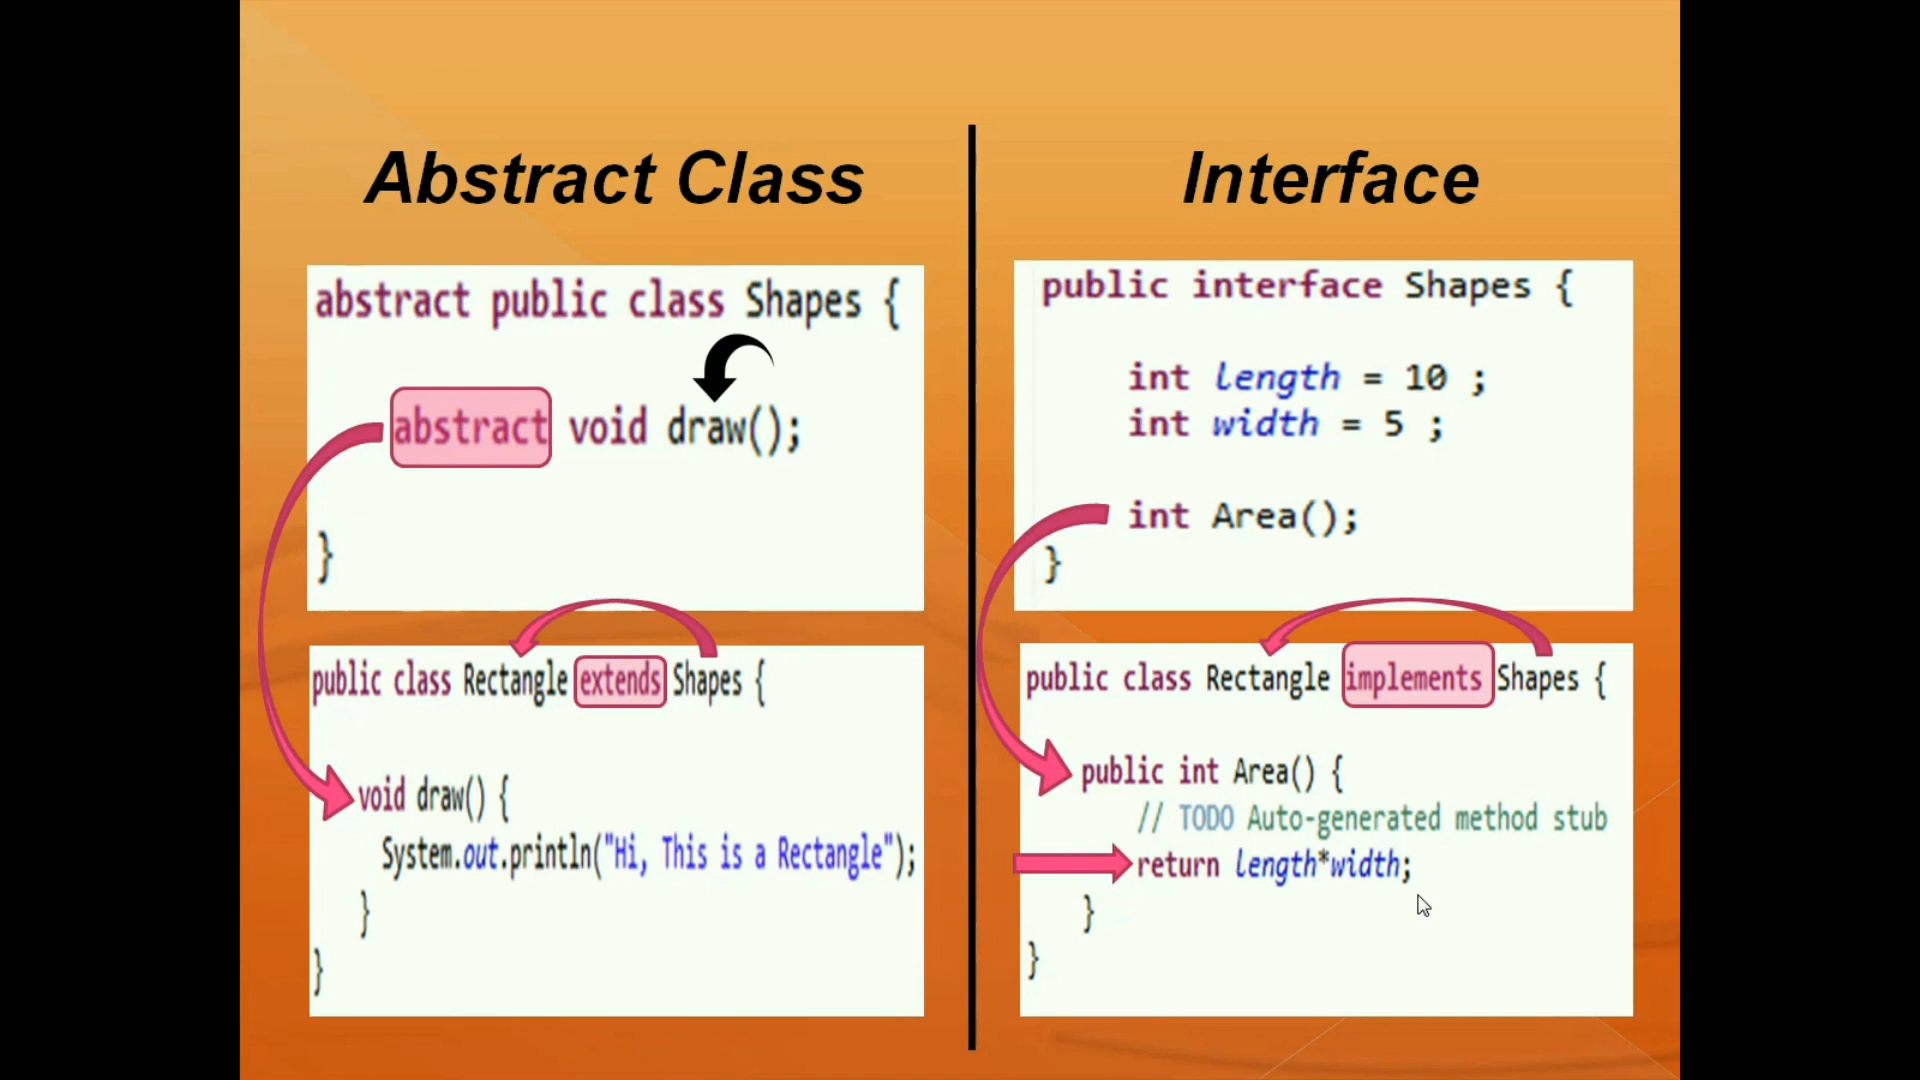 Abstract Class
abstract public class Shapes {
abstract void draw();
}
public class Rectangle extends Shapes {
void draw() {
System.out.println("Hi, This is a Rectangle");
}
}
Interface
public interface Shapes {
int length = 10 ;
int width = 5 ;
int Area();
}
public class Rectangle implements Shapes {
public int Area() {
// TODO Auto-generated method stub
return length*width;
}
}